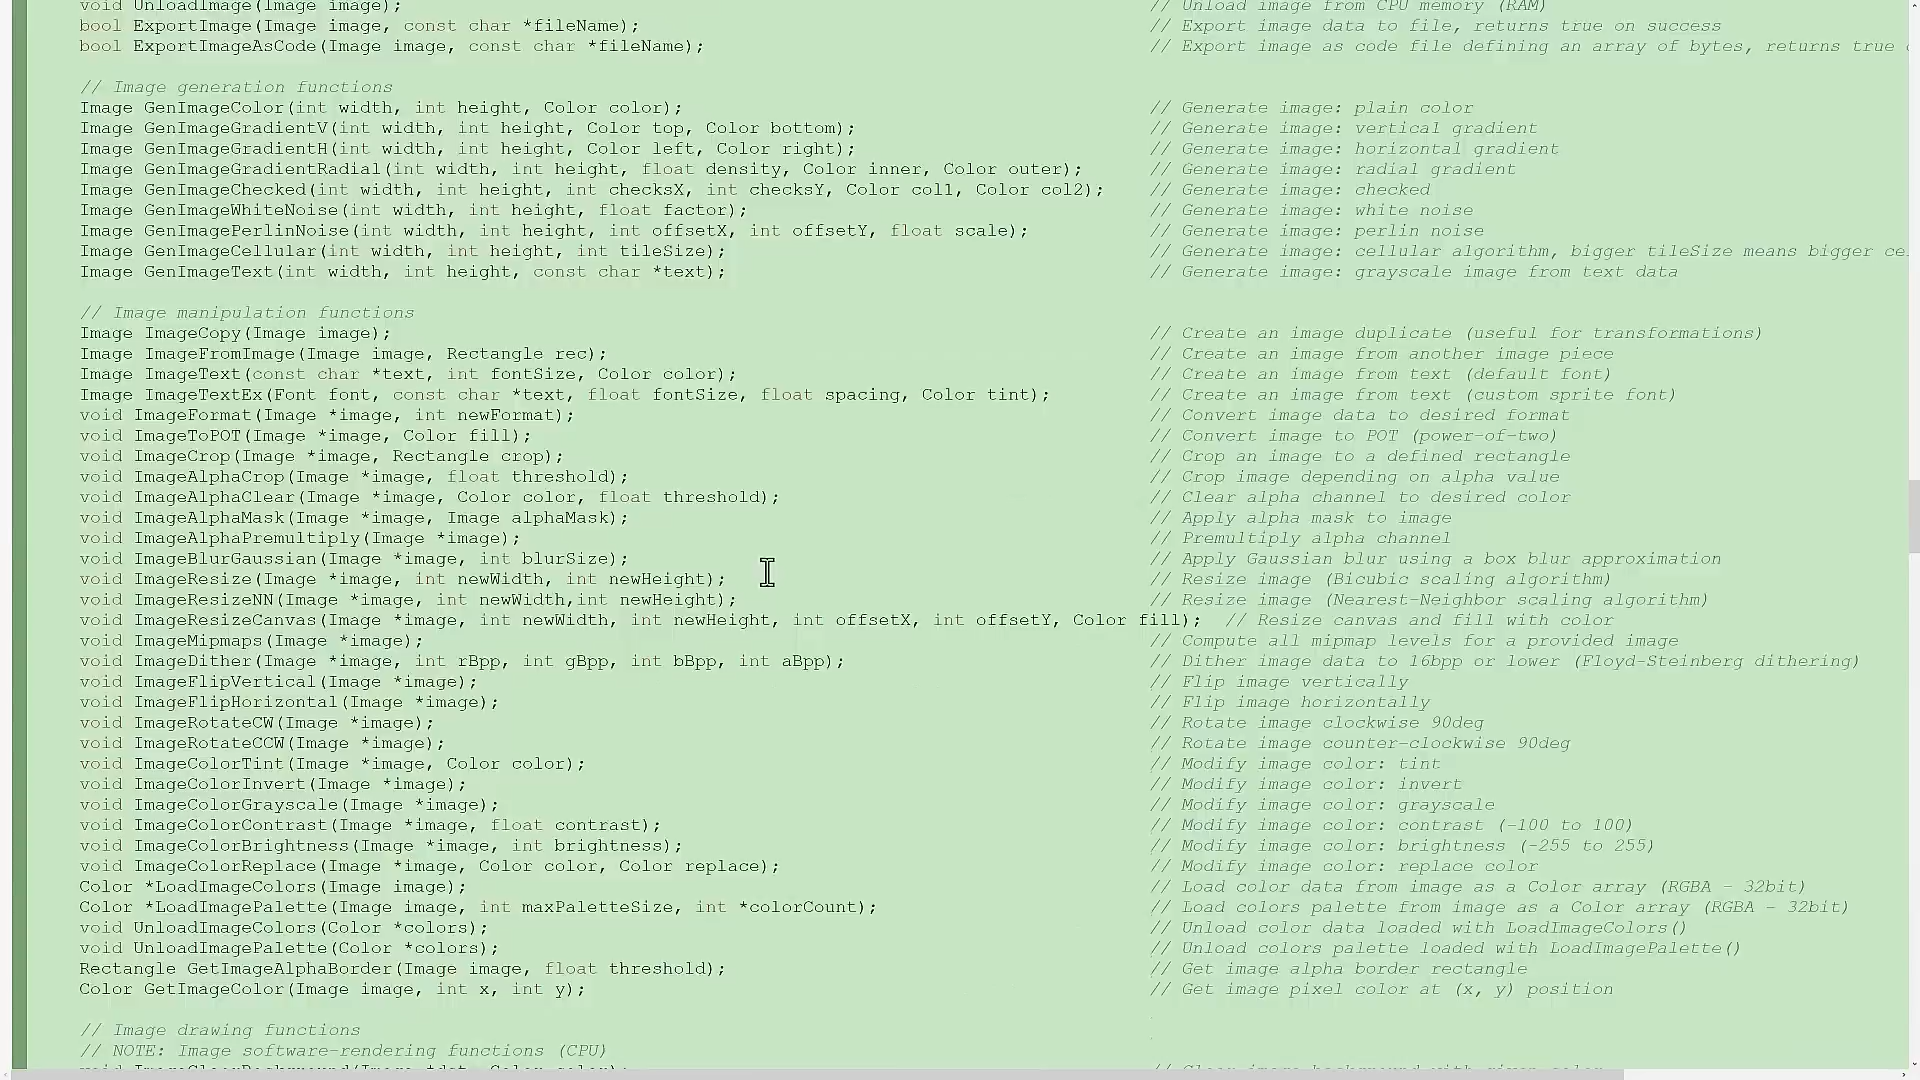 void UnloadImage(Image image); // Unload image from CPU memory (RAM)
bool ExportImage(Image image, const char *fileName); // Export image data to file, returns true on success
bool ExportImageAsCode(Image image, const char *fileName); // Export image as code file defining an array of bytes, returns true
// Image generation functions
Image GenImageColor(int width, int height, Color color); // Generate image: plain color
Image GenImageGradientV(int width, int height, Color top, Color bottom); // Generate image: vertical gradient
Image GenImageGradientH(int width, int height, Color left, Color right); // Generate image: horizontal gradient
Image GenImageGradientRadial(int width, int height, float density, Color inner, Color outer); // Generate image: radial gradient
Image GenImageChecked(int width, int height, int checksX, int checksY, Color col1, Color col2); // Generate image: checked
Image GenImageWhiteNoise(int width, int height, float factor); // Generate image: white noise
Image GenImagePerlinNoise(int width, int height, int offsetX, int offsetY, float scale); // Generate image: perlin noise
Image GenImageCellular(int width, int height, int tileSize); // Generate image: cellular algorithm, bigger tileSize means bigger ce
Image GenImageText(int width, int height, const char *text); // Generate image: grayscale image from text data
// Image manipulation functions
Image ImageCopy(Image image); // Create an image duplicate (useful for transformations)
Image ImageFromImage(Image image, Rectangle rec); // Create an image from another image piece
Image ImageText(const char *text, int fontSize, Color color); // Create an image from text (default font)
Image ImageTextEx(Font font, const char *text, float fontSize, float spacing, Color tint); // Create an image from text (custom sprite font)
void ImageFormat(Image *image, int newFormat); // Convert image data to desired format
void ImageToPOT(Image *image, Color fill); // Convert image to POT (power-of-two)
void ImageCrop(Image *image, Rectangle crop); // Crop an image to a defined rectangle
void ImageAlphaCrop(Image *image, float threshold); // Crop image depending on alpha value
void ImageAlphaClear(Image *image, Color color, float threshold); // Clear alpha channel to desired color
void ImageAlphaMask(Image *image, Image alphaMask); // Apply alpha mask to image
void ImageAlphaPremultiply(Image *image); // Premultiply alpha channel
void ImageBlurGaussian(Image *image, int blurSize); // Apply Gaussian blur using a box blur approximation
void ImageResize(Image *image, int newWidth, int newHeight); // Resize image (Bicubic scaling algorithm)
void ImageResizeNN(Image *image, int newWidth,int newHeight); // Resize image (Nearest-Neighbor scaling algorithm)
void ImageResizeCanvas(Image *image, int newWidth, int newHeight, int offsetX, int offsetY, Color fill); // Resize canvas and fill with color
void ImageMipmaps(Image *image); // Compute all mipmap levels for a provided image
void ImageDither(Image *image, int rBpp, int gBpp, int bBpp, int aBpp); // Dither image data to 16bpp or lower (Floyd-Steinberg dithering)
void ImageFlipVertical(Image *image); // Flip image vertically
void ImageFlipHorizontal(Image *image); // Flip image horizontally
void ImageRotateCW(Image *image); // Rotate image clockwise 90deg
void ImageRotateCCW(Image *image); // Rotate image counter-clockwise 90deg
void ImageColorTint(Image *image, Color color); // Modify image color: tint
void ImageColorInvert(Image *image); // Modify image color: invert
void ImageColorGrayscale(Image *image); // Modify image color: grayscale
void ImageColorContrast(Image *image, float contrast); // Modify image color: contrast (-100 to 100)
void ImageColorBrightness(Image *image, int brightness); // Modify image color: brightness (-255 to 255)
void ImageColorReplace(Image *image, Color color, Color replace); // Modify image color: replace color
Color *LoadImageColors(Image image); // Load color data from image as a Color array (RGBA - 32bit)
Color *LoadImagePalette(Image image, int maxPaletteSize, int *colorCount); // Load colors palette from image as a Color array (RGBA - 32bit)
void UnloadImageColors(Color *colors); // Unload color data loaded with LoadImageColors()
void UnloadImagePalette(Color *colors); // Unload colors palette loaded with LoadImagePalette()
Rectangle GetImageAlphaBorder(Image image, float threshold); // Get image alpha border rectangle
Color GetImageColor(Image image, int x, int y); // Get image pixel color at (x, y) position
// Image drawing functions
// NOTE: Image software-rendering functions (CPU)